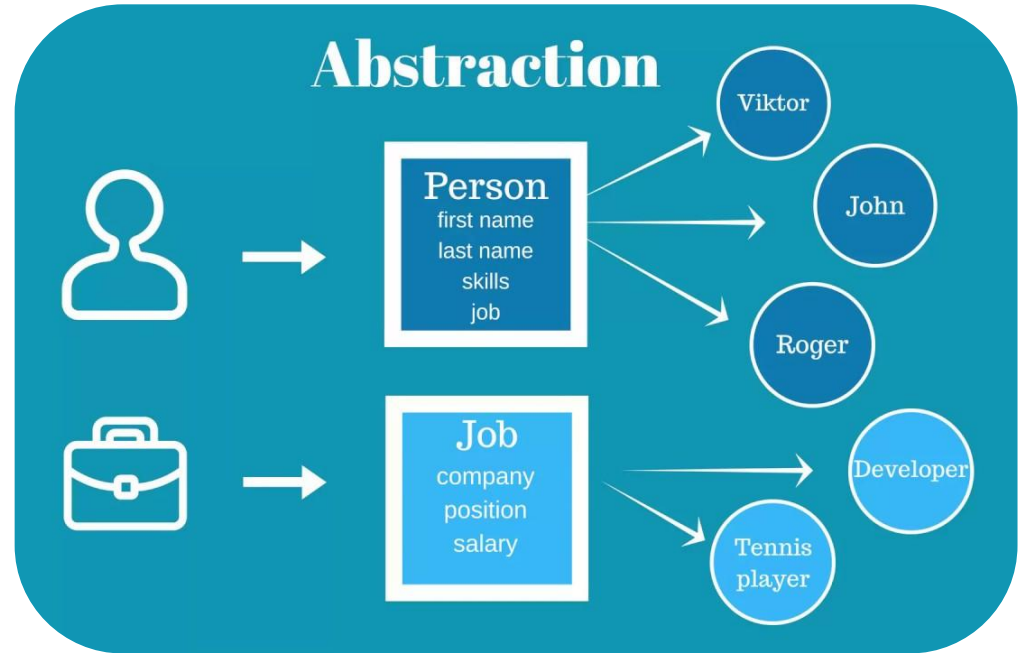 Abstraction
Person
first name
last name
skills
job
Viktor
John
Roger
Job
company
position
salary
Developer
Tennis
player